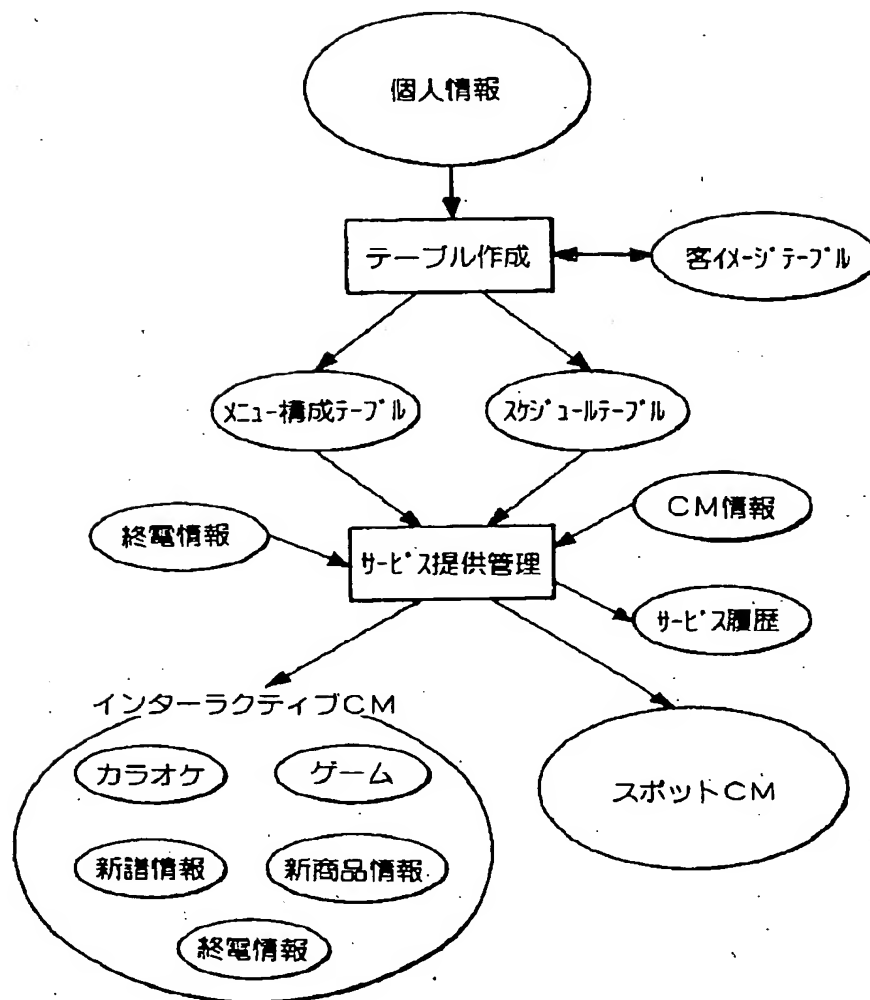 個人情報
テーブル作成
客イメージテーブル
メニュー構成テーブル
スケジュールテーブル
終電情報
CM情報
サービス提供管理
サービス履歴
インターラクティブCM
カラオケ
ゲーム
スポットCM
新譜情報
新商品情報
終電情報